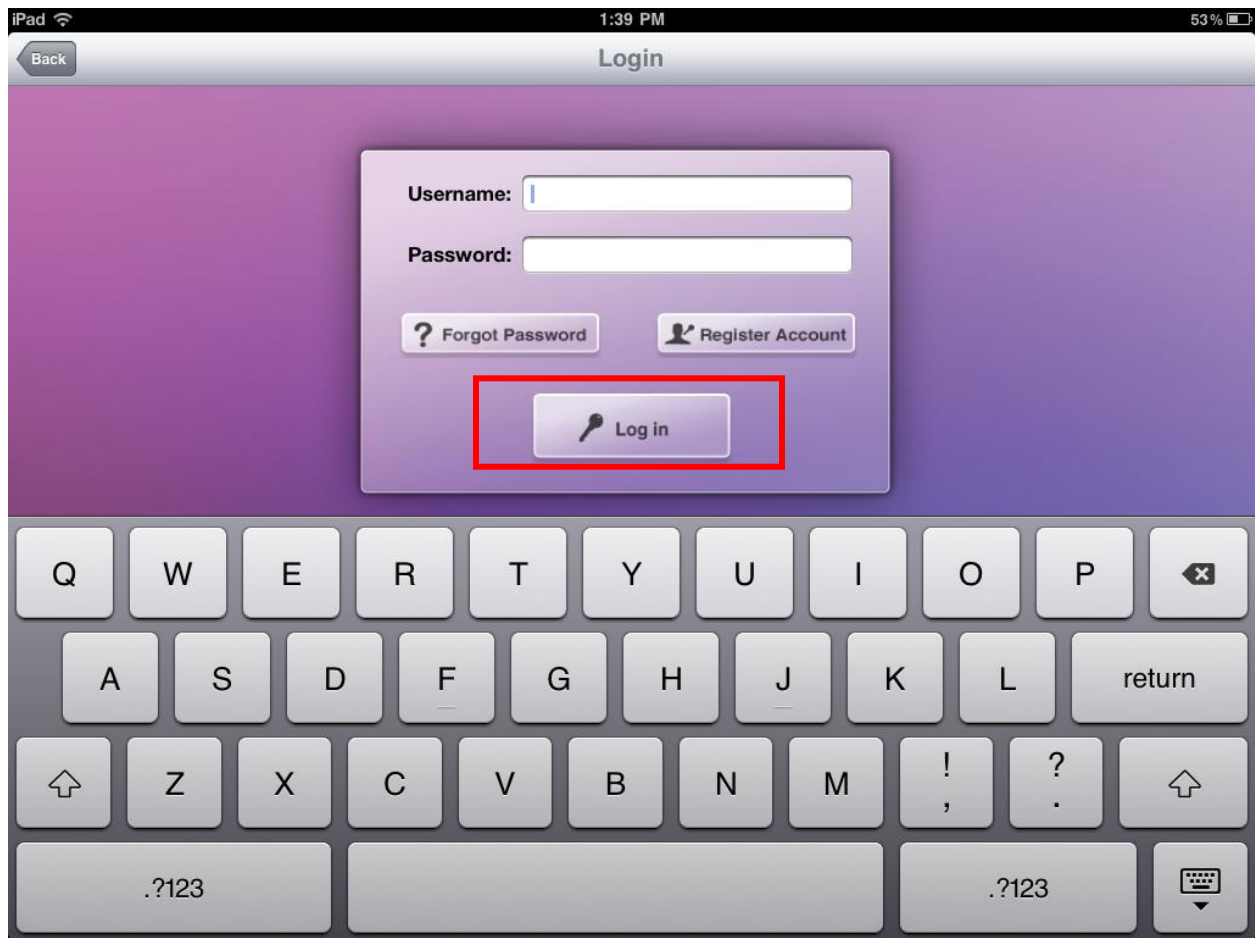 iPad 1:39 PM 53%
Back Login
Username:
Password:
? Forgot Password Register Account
Log in
Q W E R T Y U I O P
A S D F G H J K L return
Z X C V B N M ! , ? .
.?123 .?123